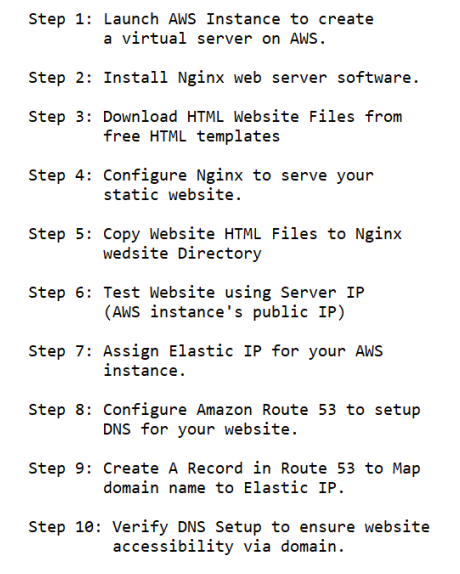 Step 1: Launch AWS Instance to create
a virtual server on AWS.
Step 2: Install Nginx web server software.
Step 3: Download HTML Website Files from
free HTML templates
Step 4: Configure Nginx to serve your
static website.
Step 5: Copy Website HTML Files to Nginx
wedsite Directory
Step 6: Test Website using Server IP
(AWS instance's public IP)
Step 7: Assign Elastic IP for your AWS
instance.
Step 8: Configure Amazon Route 53 to setup
DNS for your website.
Step 9: Create A Record in Route 53 to Map
domain name to Elastic IP.
Step 10: Verify DNS Setup to ensure website
accessibility via domain.